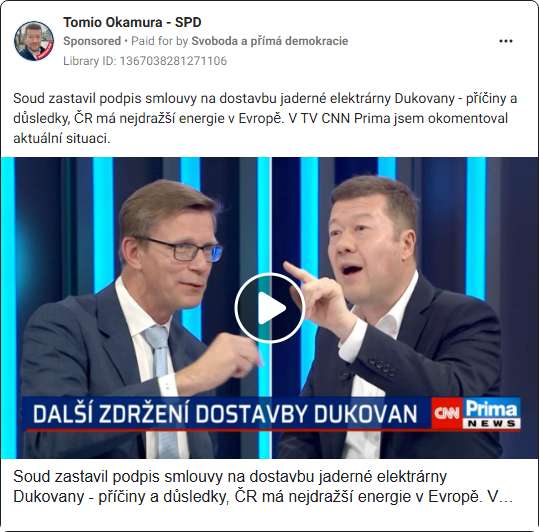 Tomio Okamura - SPD
Sponsored • Paid for by Svoboda a přímá demokracie
Library ID: 1367038281271106
Soud zastavil podpis smlouvy na dostavbu jaderné elektrárny Dukovany - příčiny a
důsledky, ČR má nejdražší energie v Evropě. V TV CNN Prima jsem okomentoval
aktuální situaci.
DALŠÍ ZDRŽENÍ DOSTAVBY DUKOVAN
CNN Prima
NEWS
Soud zastavil podpis smlouvy na dostavbu jaderné elektrárny
Dukovany - příčiny a důsledky, ČR má nejdražší energie v Evropě. V...